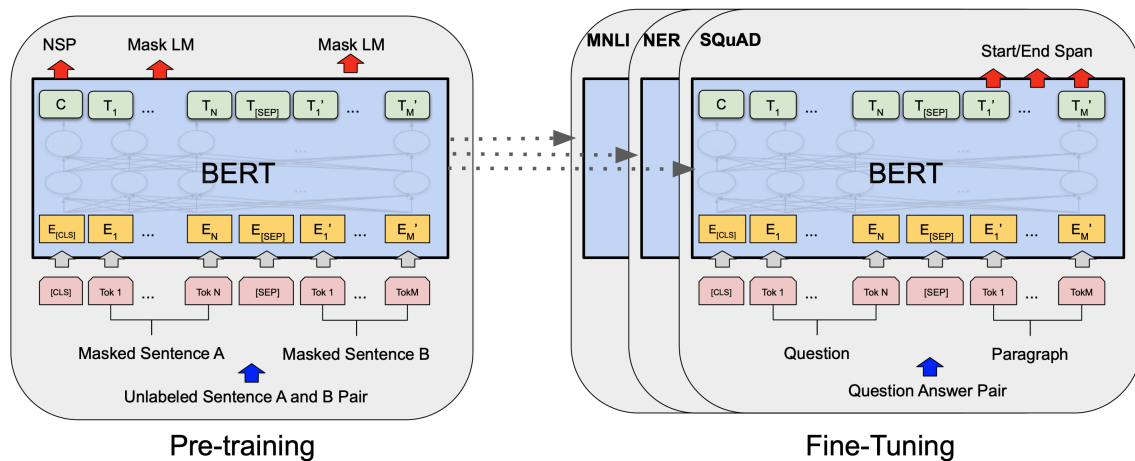 NSP Mask LM Mask LM
C T1 ... TN T[SEP] T1' ... TM'
...
BERT
...
E[CLS] E1 ... EN E[SEP] E1' ... EM'
[CLS] Tok 1 ... Tok N [SEP] Tok 1 ... TokM
Masked Sentence A Masked Sentence B
Unlabeled Sentence A and B Pair
Pre-training
MNLI NER SQuAD
Start/End Span
C T1 ... TN T[SEP] T1' ... TM'
...
BERT
...
E[CLS] E1 ... EN E[SEP] E1' ... EM'
[CLS] Tok 1 ... Tok N [SEP] Tok 1 ... TokM
Question Paragraph
Question Answer Pair
Fine-Tuning